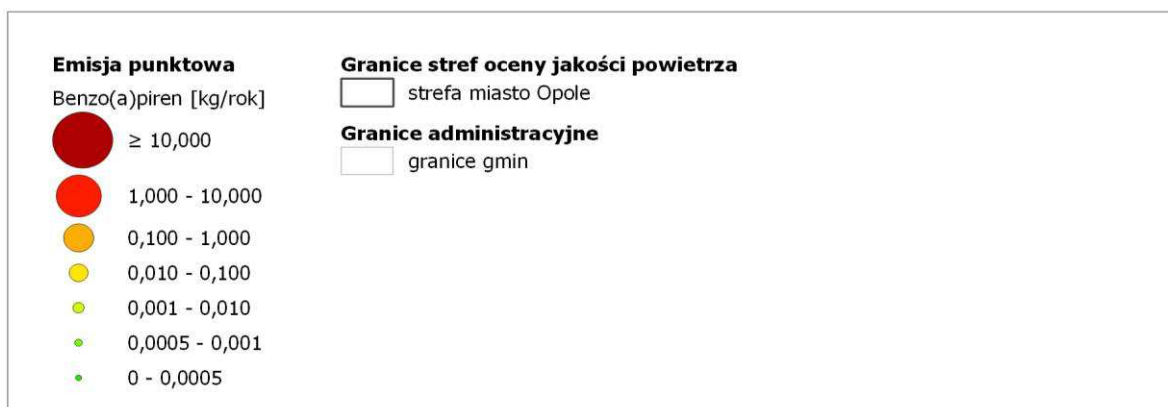 Emisja punktowa
Benzo(a)piren [kg/rok]
≥ 10,000
1,000 - 10,000
0,100 - 1,000
0,010 - 0,100
0,001 - 0,010
0,0005 - 0,001
0 - 0,0005
Granice stref oceny jakości powietrza
strefa miasto Opole
Granice administracyjne
granice gmin